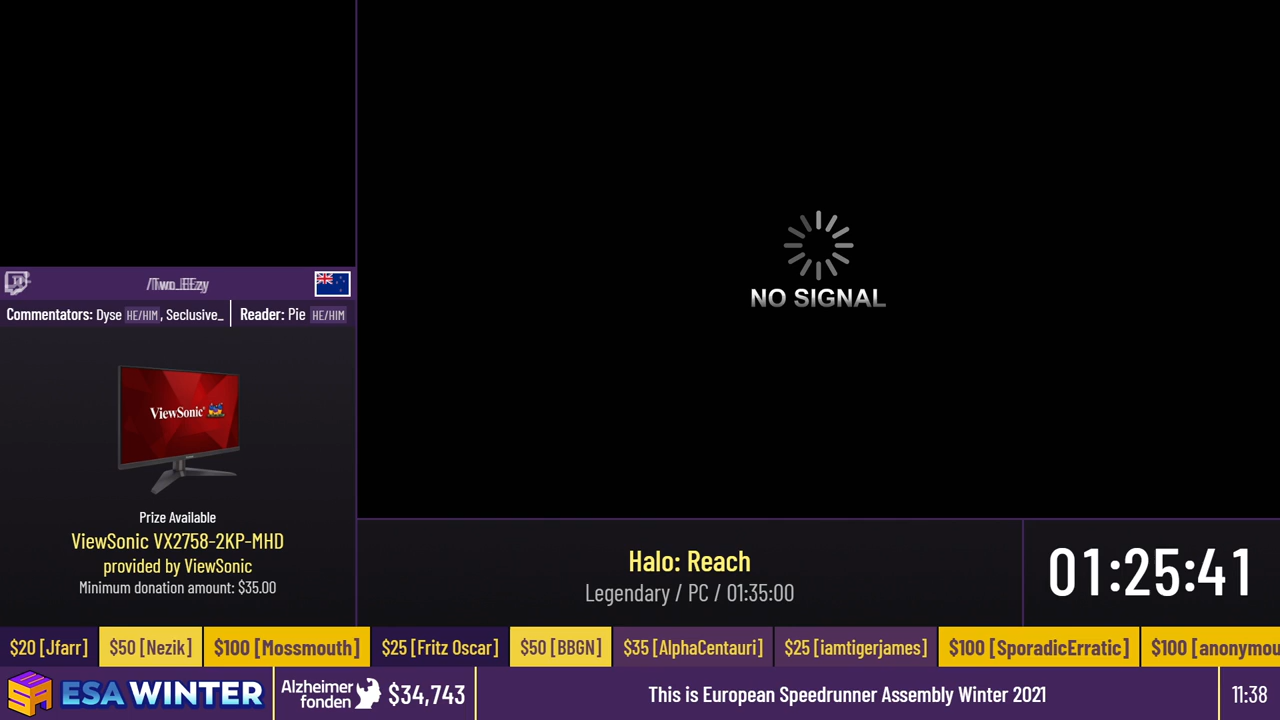 NO SIGNAL
Commentators: Dyse HE/HIM, Seclusive_
Reader: Pie HE/HIM
ViewSonic
Prize Available
ViewSonic VX2758-2KP-MHD
provided by ViewSonic
Minimum donation amount: $35.00
Halo: Reach
Legendary / PC / 01:35:00
01:25:41
$20 [Jfarr]
$50 [Nezik]
$100 [Mossmouth]
$25 [Fritz Oscar]
$50 [BBGN]
$35 [AlphaCentauri]
$25 [iamtigerjames]
$100 [SporadicErratic]
$100 [anonymou
ESA WINTER
Alzheimer
fonden
$34,743
This is European Speedrunner Assembly Winter 2021
11:38